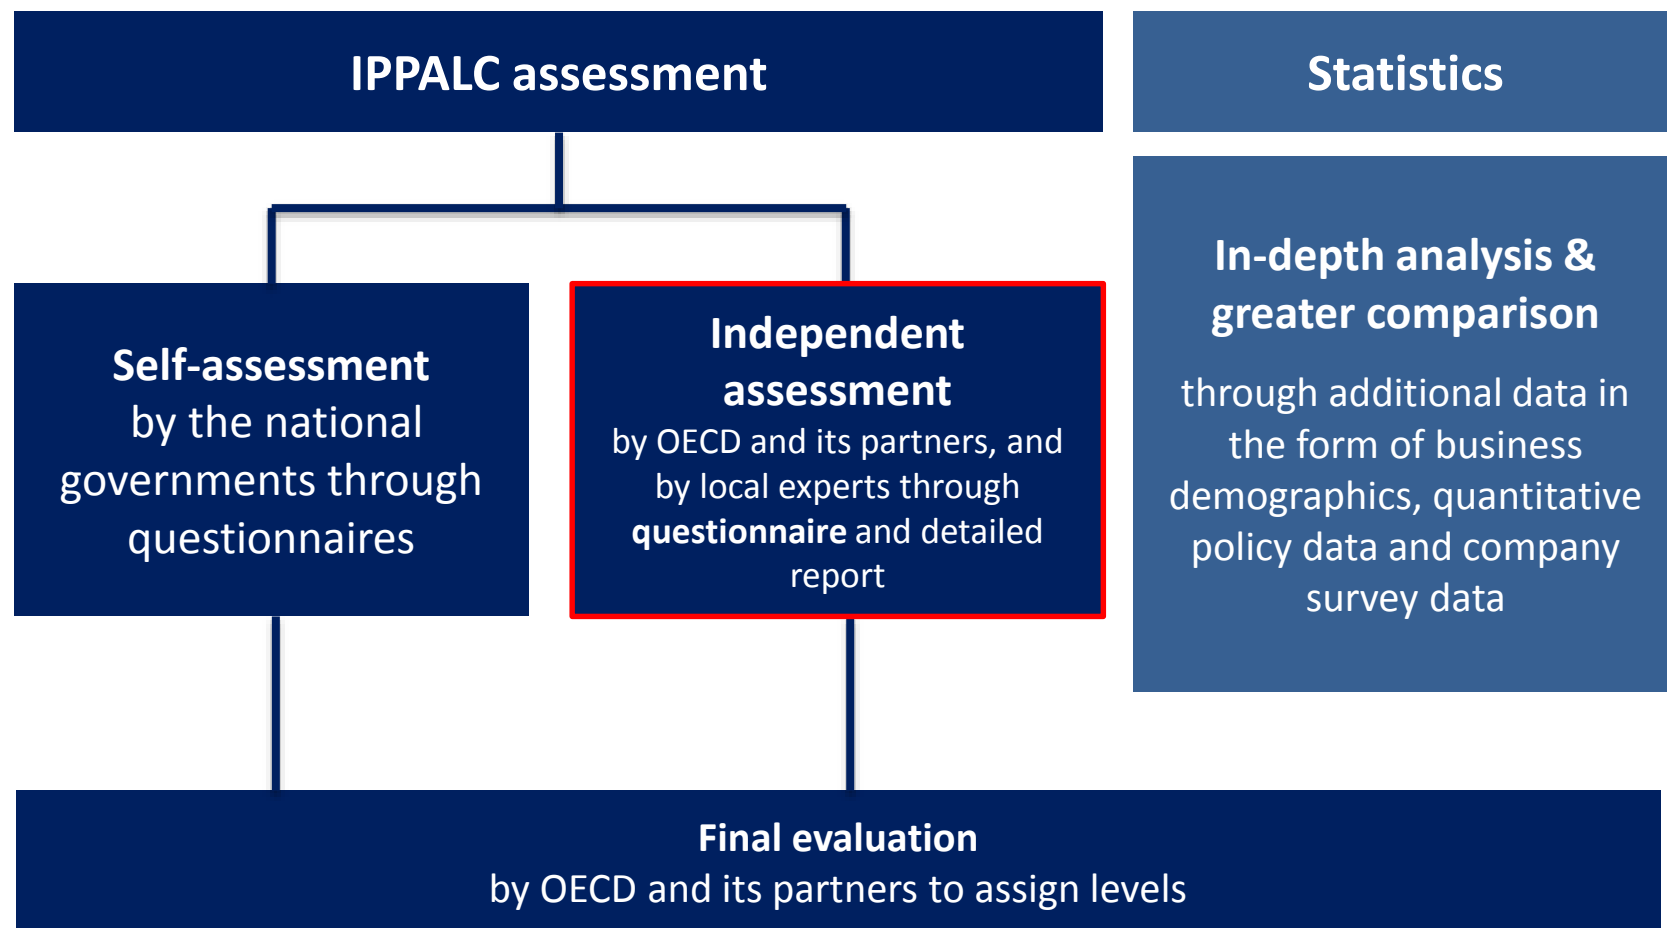 IPPALC assessment
Statistics
Self-assessment
by the national
governments through
questionnaires
Independent
assessment
by OECD and its partners, and
by local experts through
questionnaire and detailed
report
In-depth analysis &
greater comparison
through additional data in
the form of business
demographics, quantitative
policy data and company
survey data
Final evaluation
by OECD and its partners to assign levels